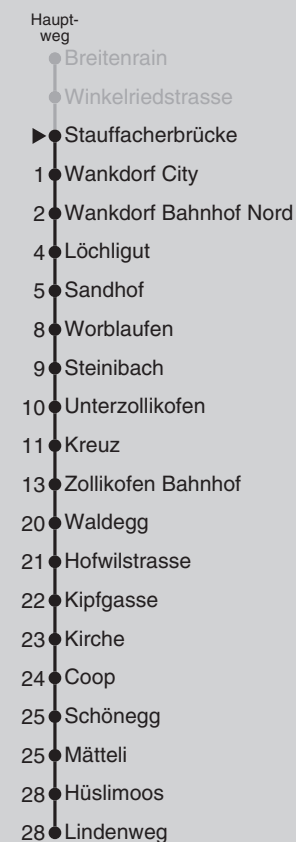 Haupt-
weg
Breitenrain
Winkelriedstrasse
Stauffacherbrücke
1 Wankdorf City
2 Wankdorf Bahnhof Nord
4 Löchligut
5 Sandhof
8 Worblaufen
9 Steinibach
10 Unterzollikofen
11 Kreuz
13 Zollikofen Bahnhof
20 Waldegg
21 Hofwilstrasse
22 Kipfgasse
23 Kirche
24 Coop
25 Schönegg
25 Mätteli
28 Hüslimoos
28 Lindenweg